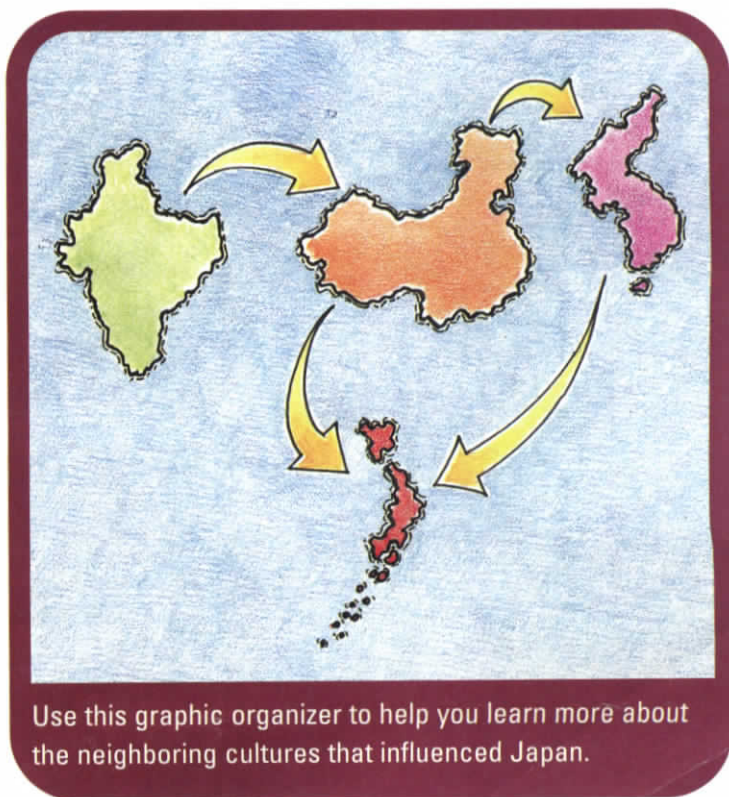 Use this graphic organizer to help you learn more about
the neighboring cultures that influenced Japan.